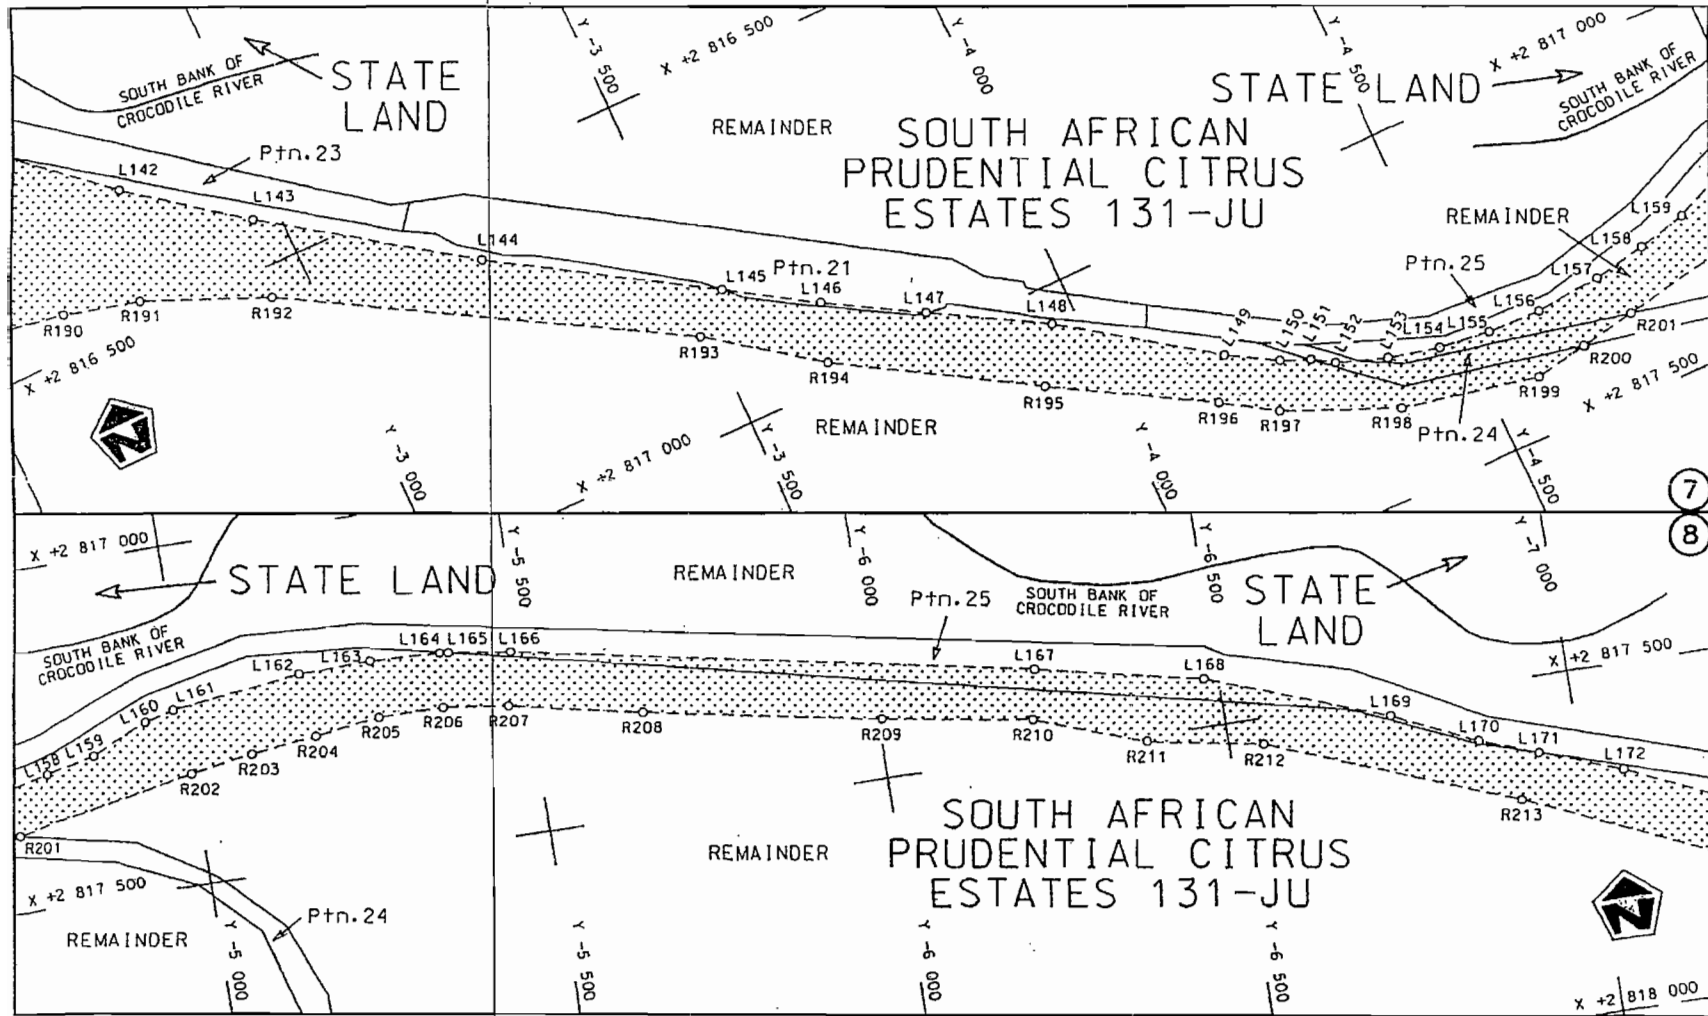 Y -3 500
X +2 816 500
Y -4 000
Y -4 500
X +2 817 000
SOUTH BANK OF
CROCODILE RIVER
STATE
LAND
STATE LAND
SOUTH BANK OF
CROCODILE RIVER
REMAINDER
SOUTH AFRICAN
PRUDENTIAL CITRUS
ESTATES 131-JU
Ptn.23
L142
L143
L144
L145
Ptn.21
L146
L147
L148
L149
L150
L151
L152
L153
L154
L155
L156
L157
L158
L159
REMAINDER
Ptn.25
R190
R191
R192
R193
R194
R195
R196
R197
R198
R199
R200
R201
X +2 816 500
REMAINDER
Ptn.24
X +2 817 500
Y -3 000
X +2 817 000
Y -3 500
Y -4 000
Y -4 500
7
8
X +2 817 000
STATE LAND
Y -5 500
REMAINDER
Y -6 000
Ptn.25
SOUTH BANK OF
CROCODILE RIVER
Y -6 500
STATE
LAND
Y -7 000
X +2 817 500
SOUTH BANK OF
CROCODILE RIVER
L158
L159
L160
L161
L162
L163
L164
L165
L166
L167
L168
L169
L170
L171
L172
R201
R202
R203
R204
R205
R206
R207
R208
R209
R210
R211
R212
R213
X +2 817 500
REMAINDER
Ptn.24
Y -5 000
REMAINDER
SOUTH AFRICAN
PRUDENTIAL CITRUS
ESTATES 131-JU
Y -5 500
Y -6 000
Y -6 500
X +2 818 000